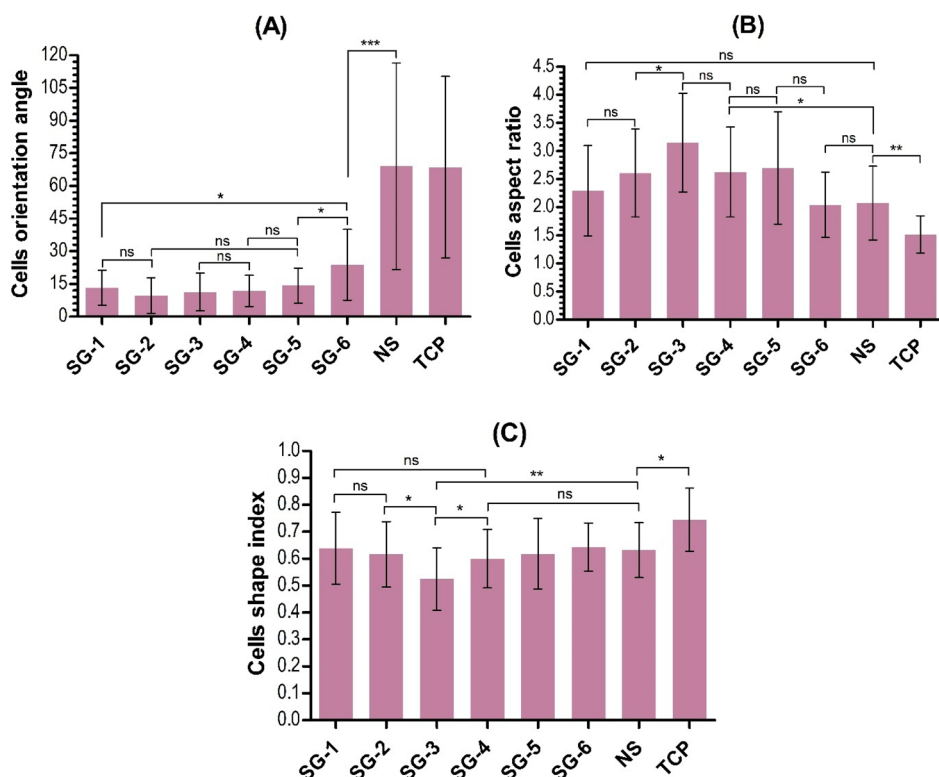 (A)
Cells orientation angle
120
105
90
75
60
45
30
15
0
***
*
*
ns
ns
ns
ns
SG-1 SG-2 SG-3 SG-4 SG-5 SG-6 NS TCP
(B)
Cells aspect ratio
4.5
4.0
3.5
3.0
2.5
2.0
1.5
1.0
0.5
0.0
ns
*
ns
ns
ns
*
ns
ns
**
SG-1 SG-2 SG-3 SG-4 SG-5 SG-6 NS TCP
(C)
Cells shape index
1.0
0.9
0.8
0.7
0.6
0.5
0.4
0.3
0.2
0.1
0.0
ns
*
**
ns
*
ns
*
SG-1 SG-2 SG-3 SG-4 SG-5 SG-6 NS TCP